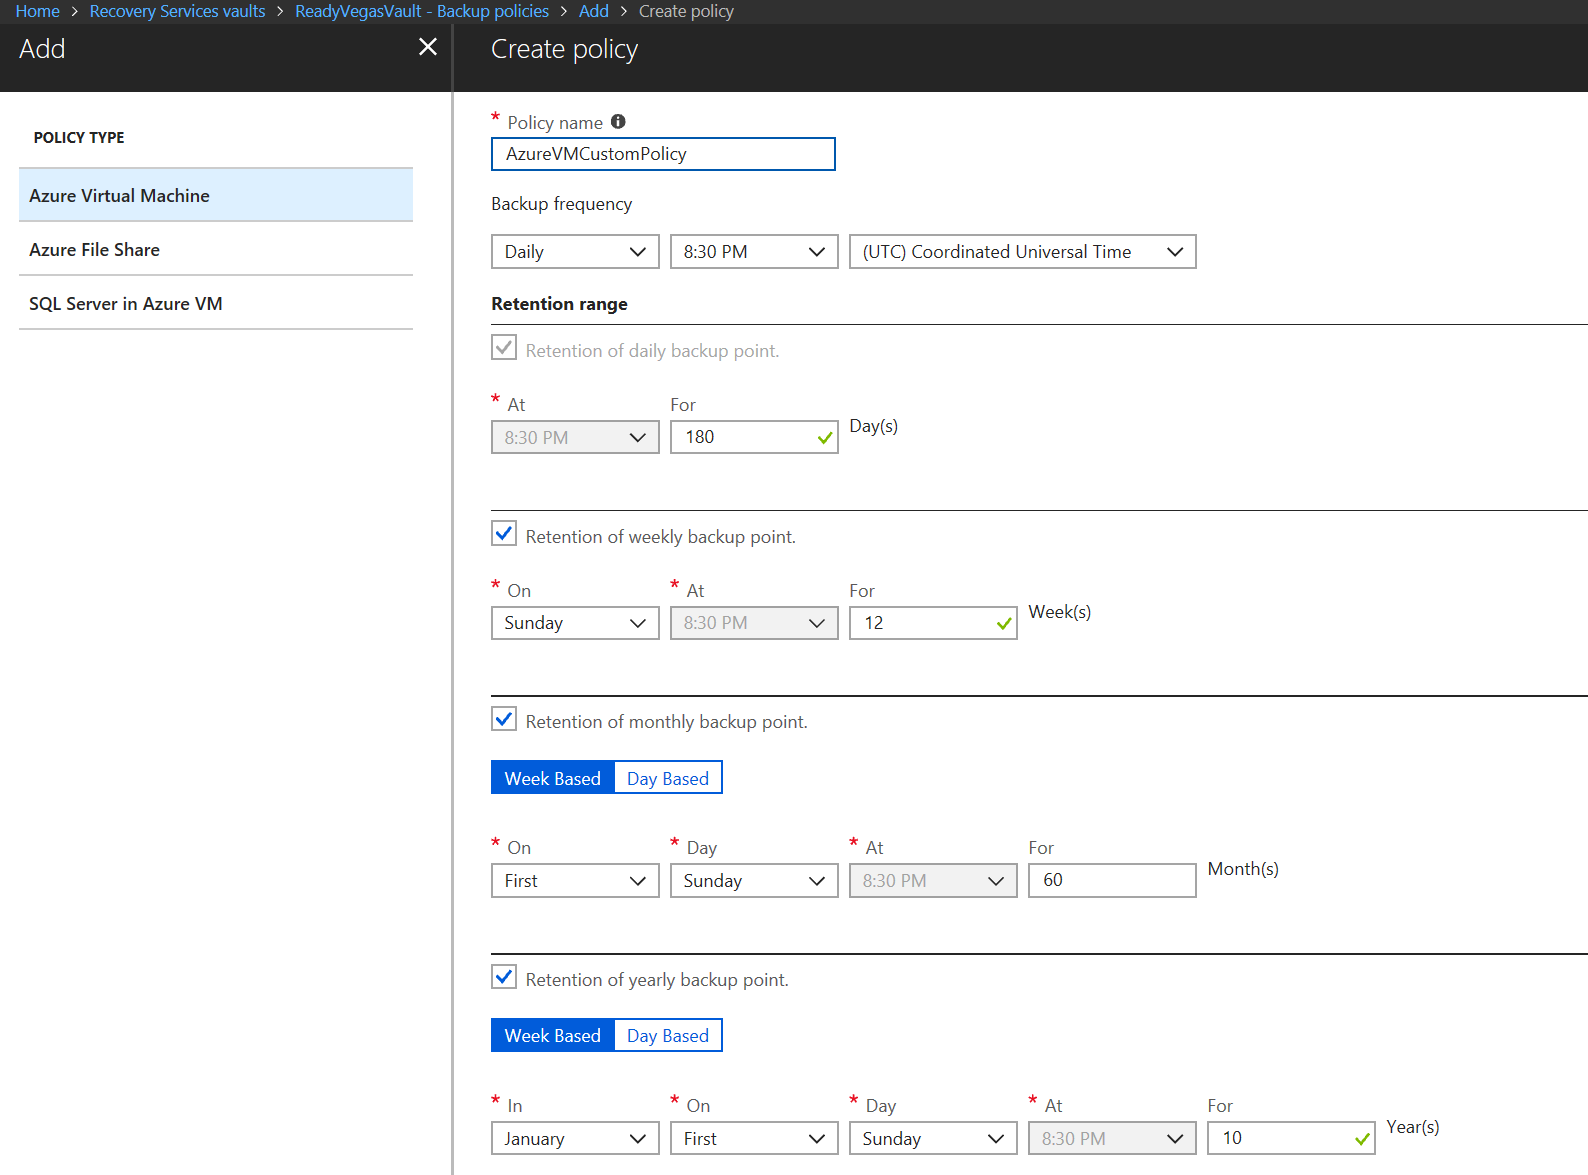 Home > Recovery Services vaults > ReadyVegasVault - Backup policies > Add > Create policy
Add
Create policy
POLICY TYPE
Azure Virtual Machine
Azure File Share
SQL Server in Azure VM
* Policy name
AzureVMCustomPolicy
Backup frequency
Daily 8:30 PM (UTC) Coordinated Universal Time
Retention range
Retention of daily backup point.
* At For
8:30 PM 180 Day(s)
Retention of weekly backup point.
* On * At For
Sunday 8:30 PM 12 Week(s)
Retention of monthly backup point.
Week Based Day Based
* On * Day * At For
First Sunday 8:30 PM 60 Month(s)
Retention of yearly backup point.
Week Based Day Based
* In * On * Day * At For
January First Sunday 8:30 PM 10 Year(s)